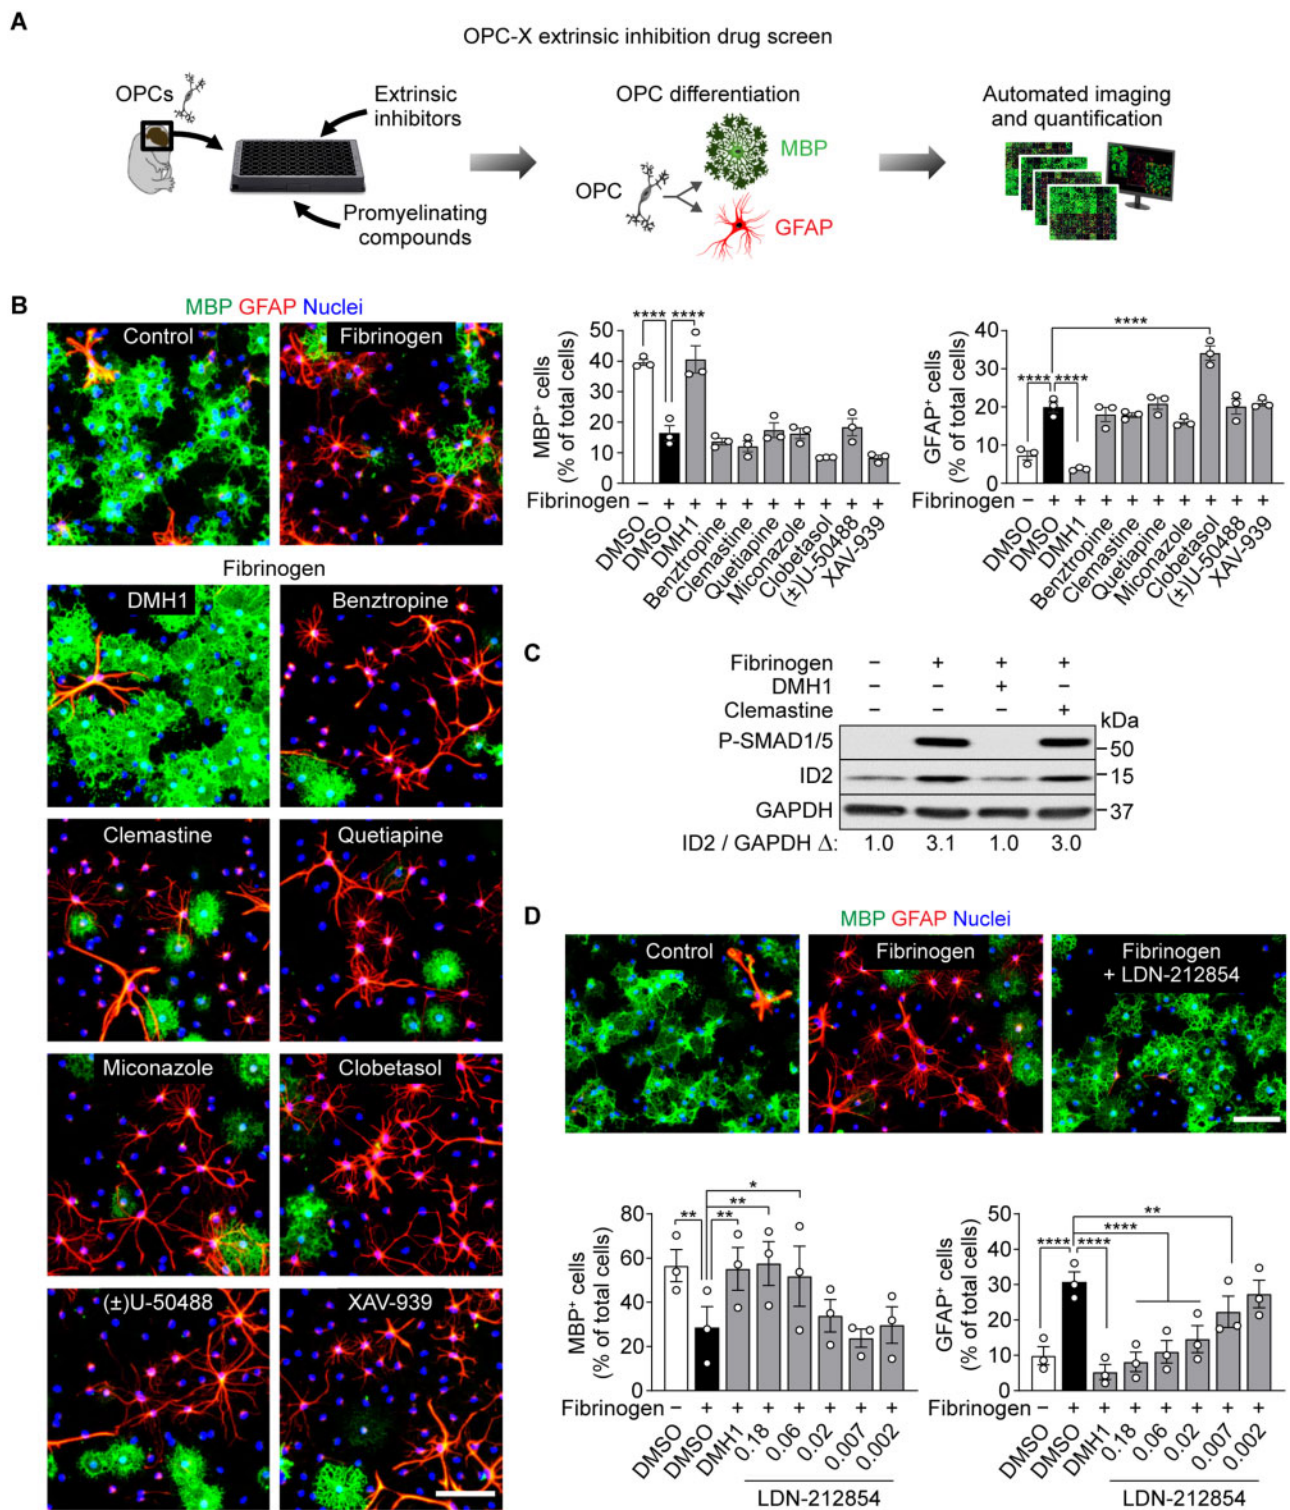 A
OPC-X extrinsic inhibition drug screen
OPCs
Extrinsic
inhibitors
Promyelinating
compounds
OPC differentiation
OPC
MBP
GFAP
Automated imaging
and quantification
B
MBP GFAP Nuclei
Control
Fibrinogen
Fibrinogen
DMH1
Benztropine
Clemastine
Quetiapine
Miconazole
Clobetasol
(±)U-50488
XAV-939
MBP⁺ cells
(% of total cells)
50
40
30
20
10
0
**** ****
Fibrinogen – + + + + + + + + +
DMSO
DMSO
DMH1
Benztropine
Clemastine
Quetiapine
Miconazole
Clobetasol
(±)U-50488
XAV-939
GFAP⁺ cells
(% of total cells)
40
30
20
10
0
****
**** ****
Fibrinogen – + + + + + + + + +
DMSO
DMSO
DMH1
Benztropine
Clemastine
Quetiapine
Miconazole
Clobetasol
(±)U-50488
XAV-939
C
Fibrinogen – + + +
DMH1 – – + –
Clemastine – – – +
kDa
P-SMAD1/5 50
ID2 15
GAPDH 37
ID2 / GAPDH Δ: 1.0 3.1 1.0 3.0
D
MBP GFAP Nuclei
Control
Fibrinogen
Fibrinogen
+ LDN-212854
MBP⁺ cells
(% of total cells)
80
60
40
20
0
*
**
** **
Fibrinogen – + + + + + + +
DMSO
DMSO
DMH1
0.18
0.06
0.02
0.007
0.002
LDN-212854
GFAP⁺ cells
(% of total cells)
50
40
30
20
10
0
**
****
**** ****
Fibrinogen – + + + + + + +
DMSO
DMSO
DMH1
0.18
0.06
0.02
0.007
0.002
LDN-212854